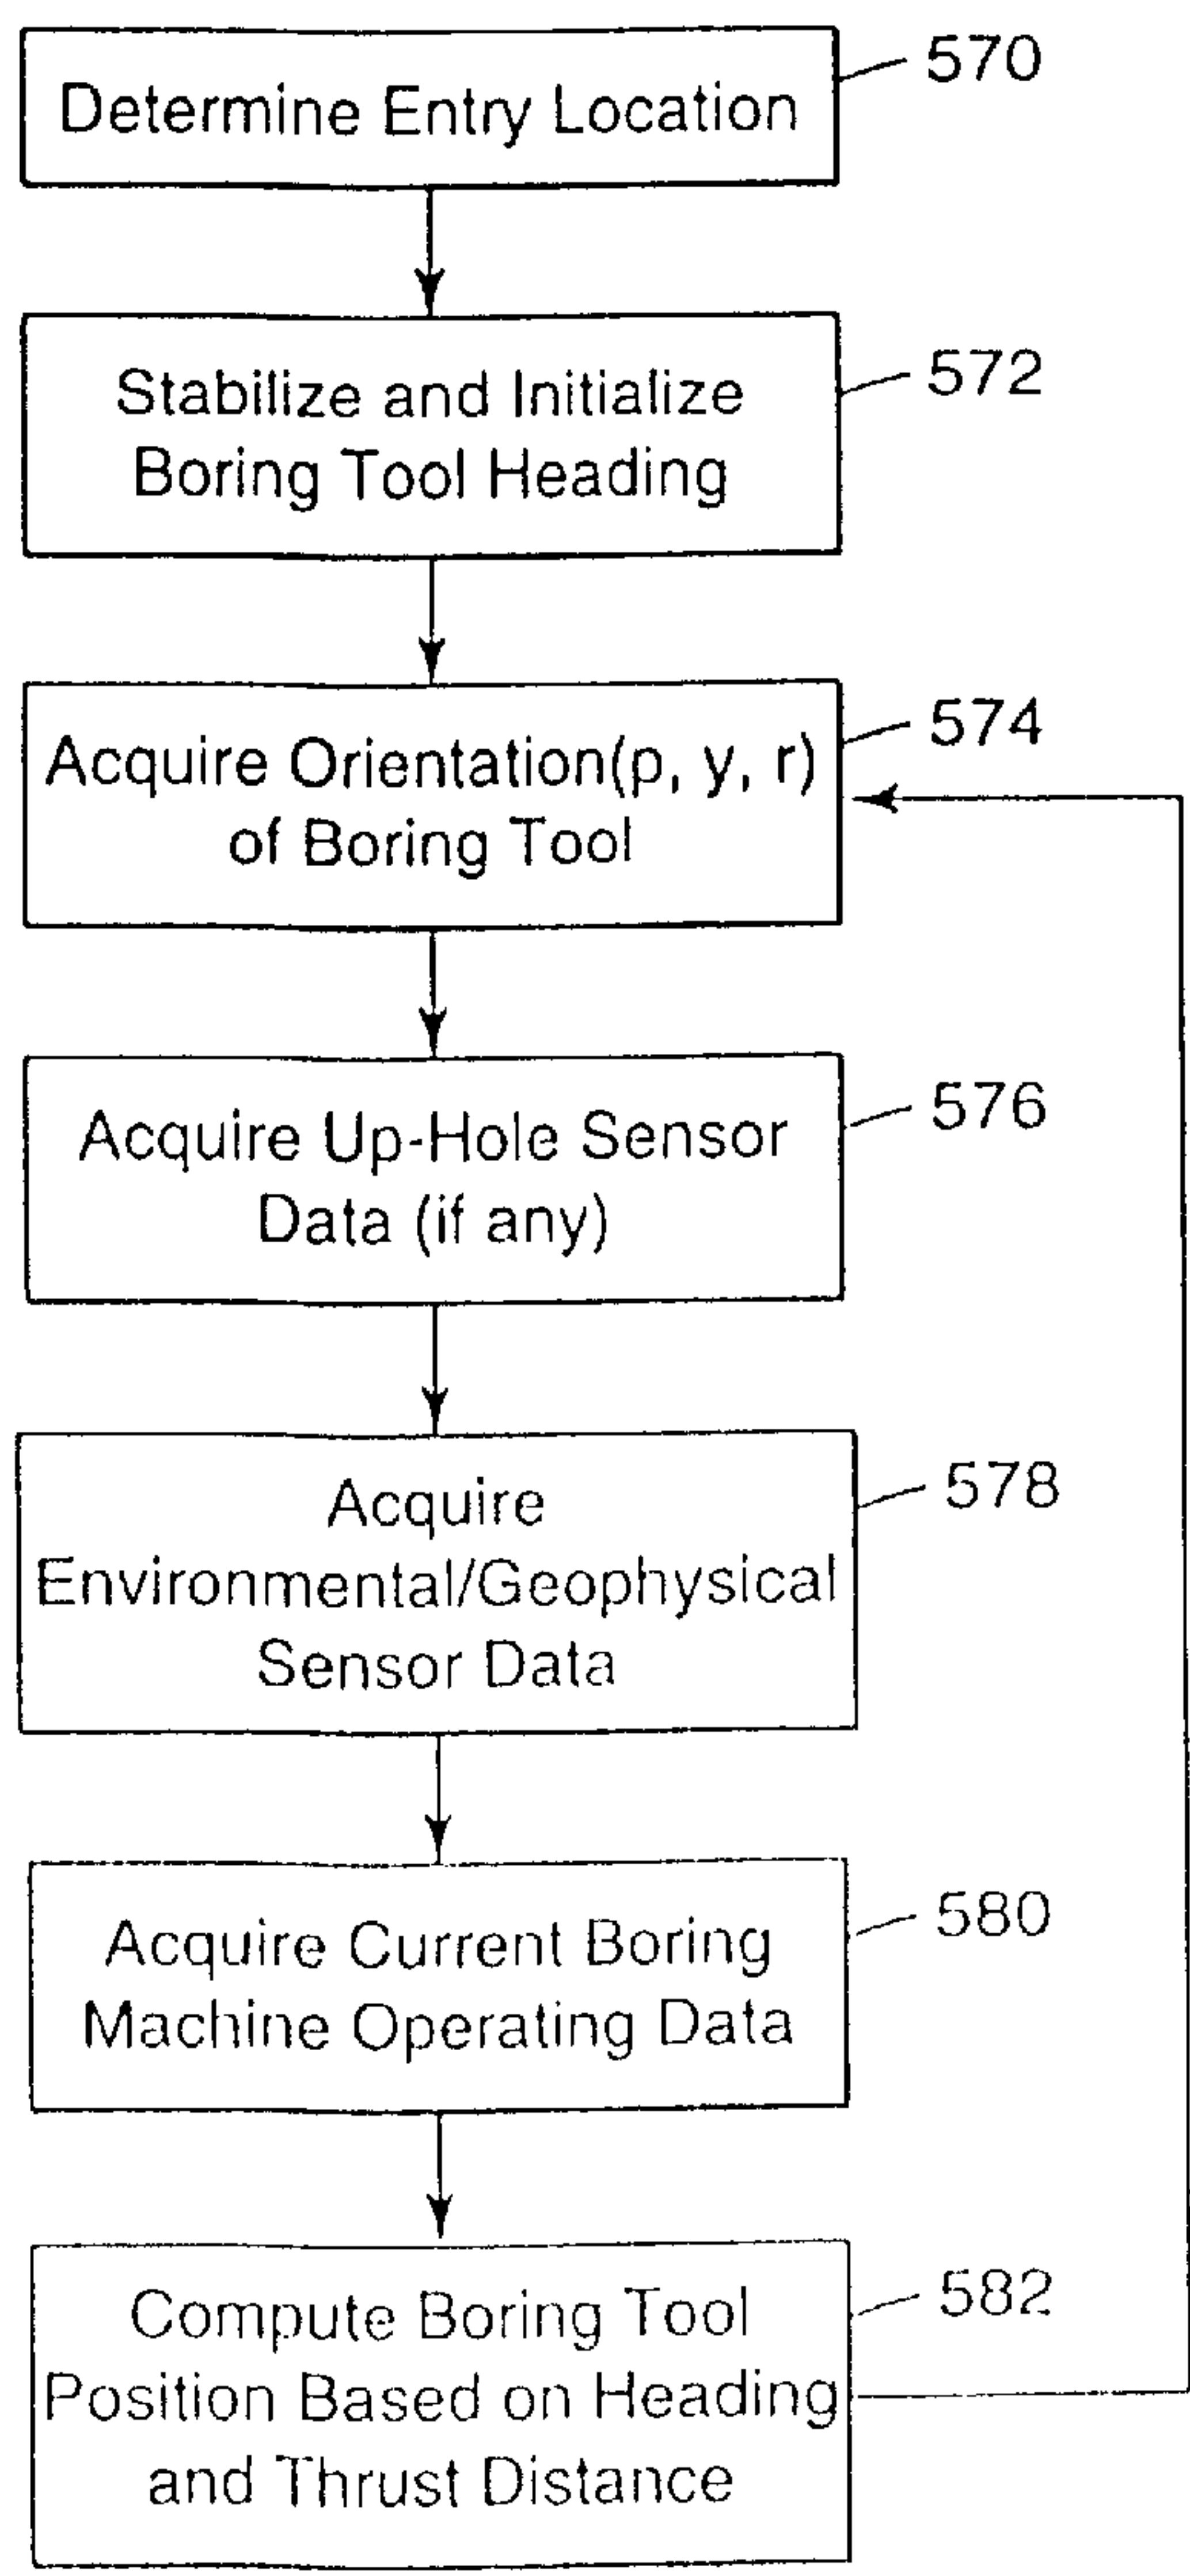 Determine Entry Location
570
Stabilize and Initialize
Boring Tool Heading
572
Acquire Orientation(p, y, r)
of Boring Tool
574
Acquire Up-Hole Sensor
Data (if any)
576
Acquire
Environmental/Geophysical
Sensor Data
578
Acquire Current Boring
Machine Operating Data
580
Compute Boring Tool
Position Based on Heading
and Thrust Distance
582